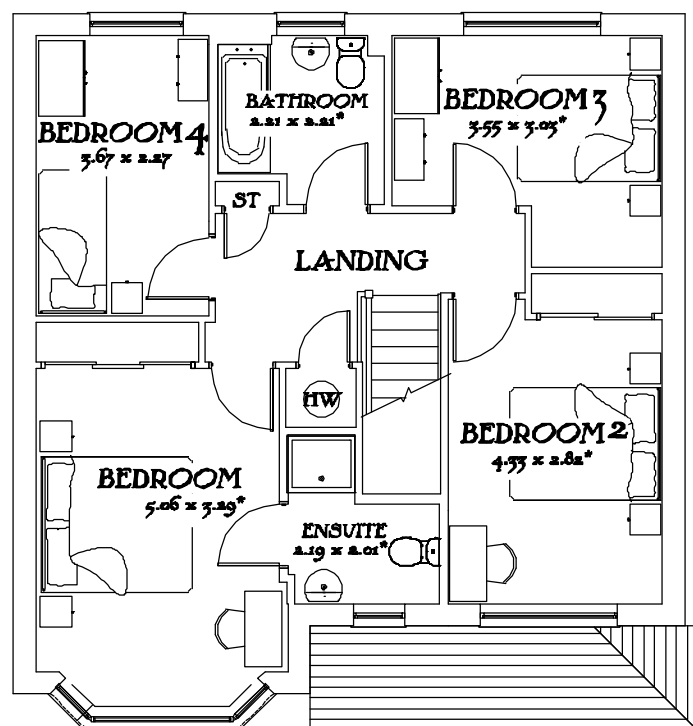 BATHROOM
2.21 x 2.21*
BEDROOM 3
3.55 x 3.03*
BEDROOM 4
3.67 x 2.27
ST
LANDING
HW
BEDROOM 2
4.33 x 2.82*
BEDROOM
5.06 x 3.29*
ENSUITE
2.19 x 2.01*